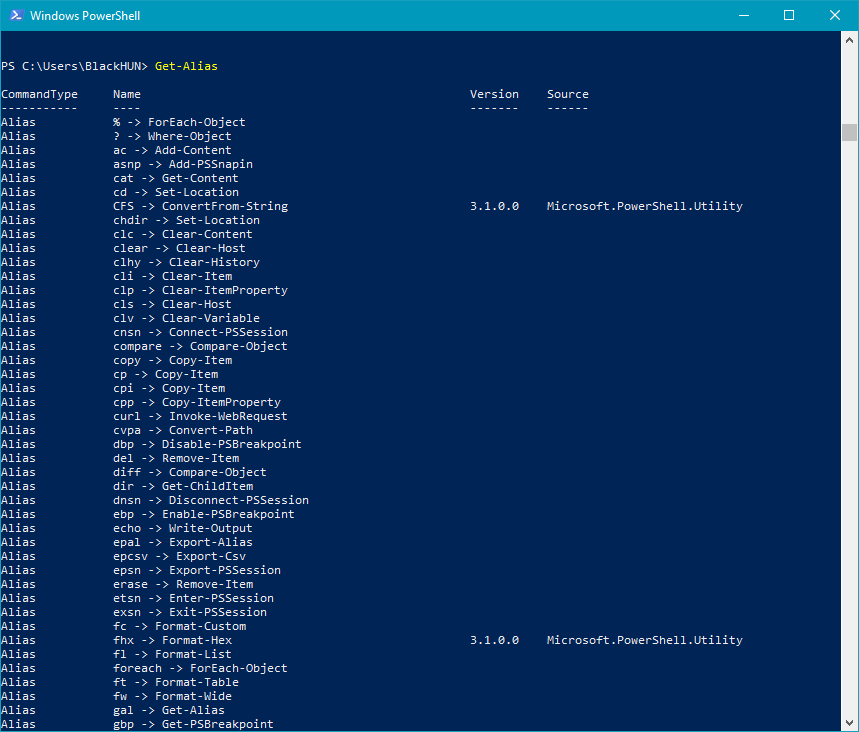 Windows PowerShell
PS C:\Users\BlackHUN> Get-Alias
CommandType     Name                                               Version    Source
-----------     ----                                               -------    ------
Alias           % -> ForEach-Object
Alias           ? -> Where-Object
Alias           ac -> Add-Content
Alias           asnp -> Add-PSSnapin
Alias           cat -> Get-Content
Alias           cd -> Set-Location
Alias           CFS -> ConvertFrom-String                          3.1.0.0    Microsoft.PowerShell.Utility
Alias           chdir -> Set-Location
Alias           clc -> Clear-Content
Alias           clear -> Clear-Host
Alias           clhy -> Clear-History
Alias           cli -> Clear-Item
Alias           clp -> Clear-ItemProperty
Alias           cls -> Clear-Host
Alias           clv -> Clear-Variable
Alias           cnsn -> Connect-PSSession
Alias           compare -> Compare-Object
Alias           copy -> Copy-Item
Alias           cp -> Copy-Item
Alias           cpi -> Copy-Item
Alias           cpp -> Copy-ItemProperty
Alias           curl -> Invoke-WebRequest
Alias           cvpa -> Convert-Path
Alias           dbp -> Disable-PSBreakpoint
Alias           del -> Remove-Item
Alias           diff -> Compare-Object
Alias           dir -> Get-ChildItem
Alias           dnsn -> Disconnect-PSSession
Alias           ebp -> Enable-PSBreakpoint
Alias           echo -> Write-Output
Alias           epal -> Export-Alias
Alias           epcsv -> Export-Csv
Alias           epsn -> Export-PSSession
Alias           erase -> Remove-Item
Alias           etsn -> Enter-PSSession
Alias           exsn -> Exit-PSSession
Alias           fc -> Format-Custom
Alias           fhx -> Format-Hex                                  3.1.0.0    Microsoft.PowerShell.Utility
Alias           fl -> Format-List
Alias           foreach -> ForEach-Object
Alias           ft -> Format-Table
Alias           fw -> Format-Wide
Alias           gal -> Get-Alias
Alias           gbp -> Get-PSBreakpoint